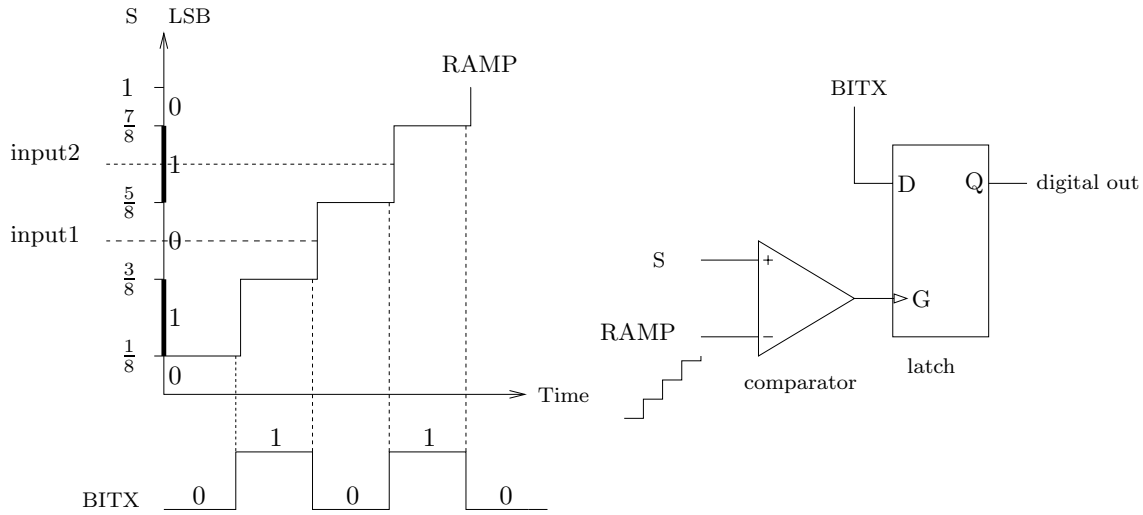 S LSB
RAMP
1
0
7/8
input2
1
5/8
input1
0
3/8
1
1/8
0
Time
1 1
BITX 0 0 0
BITX
D Q digital out
S +
G
RAMP −
latch
comparator